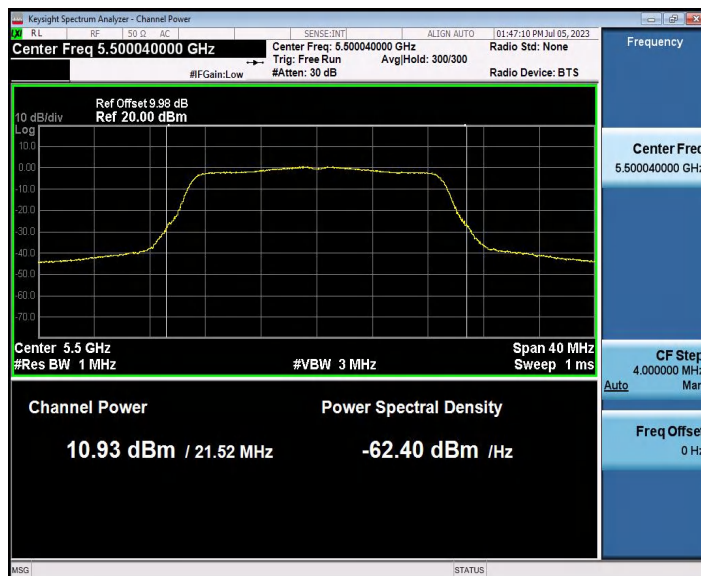 Keysight Spectrum Analyzer - Channel Power
LXI RL RF 50 Ω AC SENSE:INT ALIGN AUTO 01:47:10 PM Jul 05, 2023
Center Freq 5.500040000 GHz
Center Freq: 5.500040000 GHz
Radio Std: None
Trig: Free Run Avg|Hold: 300/300
#IFGain:Low #Atten: 30 dB
Radio Device: BTS
Frequency
Ref Offset 9.98 dB
10 dB/div Ref 20.00 dBm
Log
10.0
0.00
-10.0
-20.0
-30.0
-40.0
-50.0
-60.0
-70.0
Center 5.5 GHz Span 40 MHz
#Res BW 1 MHz #VBW 3 MHz Sweep 1 ms
Channel Power Power Spectral Density
10.93 dBm / 21.52 MHz -62.40 dBm /Hz
Center Freq
5.500040000 GHz
CF Step
4.000000 MHz
Auto Man
Freq Offset
0 Hz
MSG STATUS